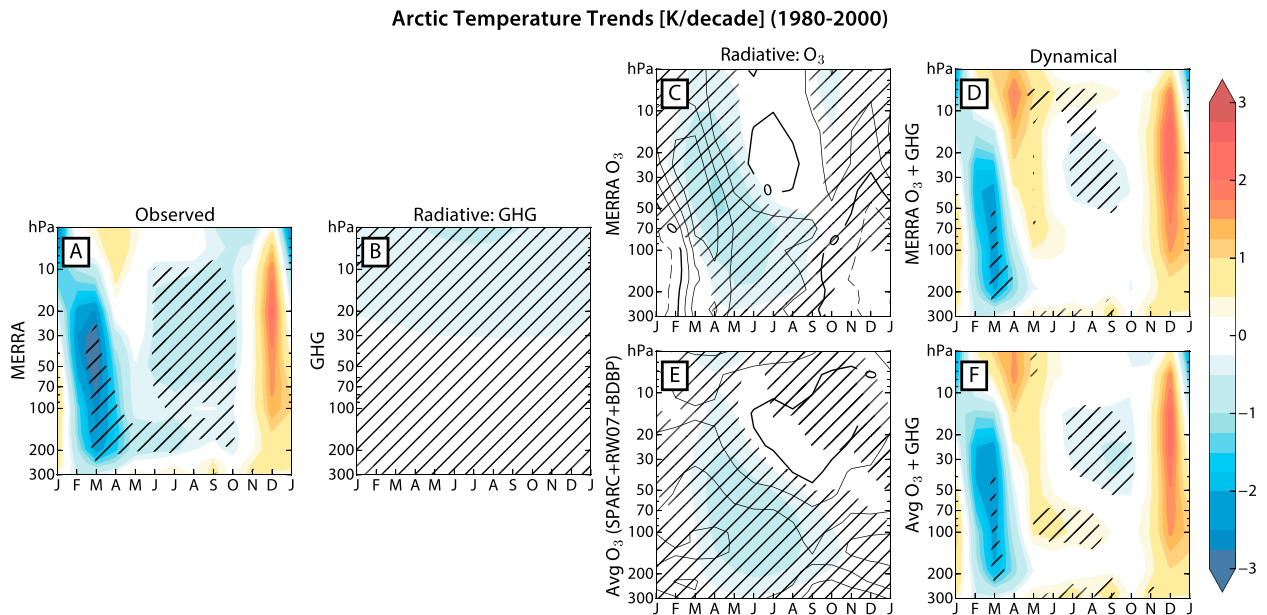 Arctic Temperature Trends [K/decade] (1980-2000)
Observed
MERRA
A
hPa
10
20
30
50
70
100
200
300
J F M A M J J A S O N D J
Radiative: GHG
GHG
B
hPa
10
20
30
50
70
100
200
300
J F M A M J J A S O N D J
Radiative: O₃
MERRA O₃
C
hPa
10
20
30
50
70
100
200
300
0
0
0
J F M A M J J A S O N D J
Dynamical
MERRA O₃ + GHG
D
hPa
10
20
30
50
70
100
200
300
J F M A M J J A S O N D J
Avg O₃ (SPARC+RW07+BDBP)
E
hPa
10
20
30
50
70
100
200
300
0
J F M A M J J A S O N D J
Avg O₃ + GHG
F
hPa
10
20
30
50
70
100
200
300
J F M A M J J A S O N D J
3
2
1
0
−1
−2
−3